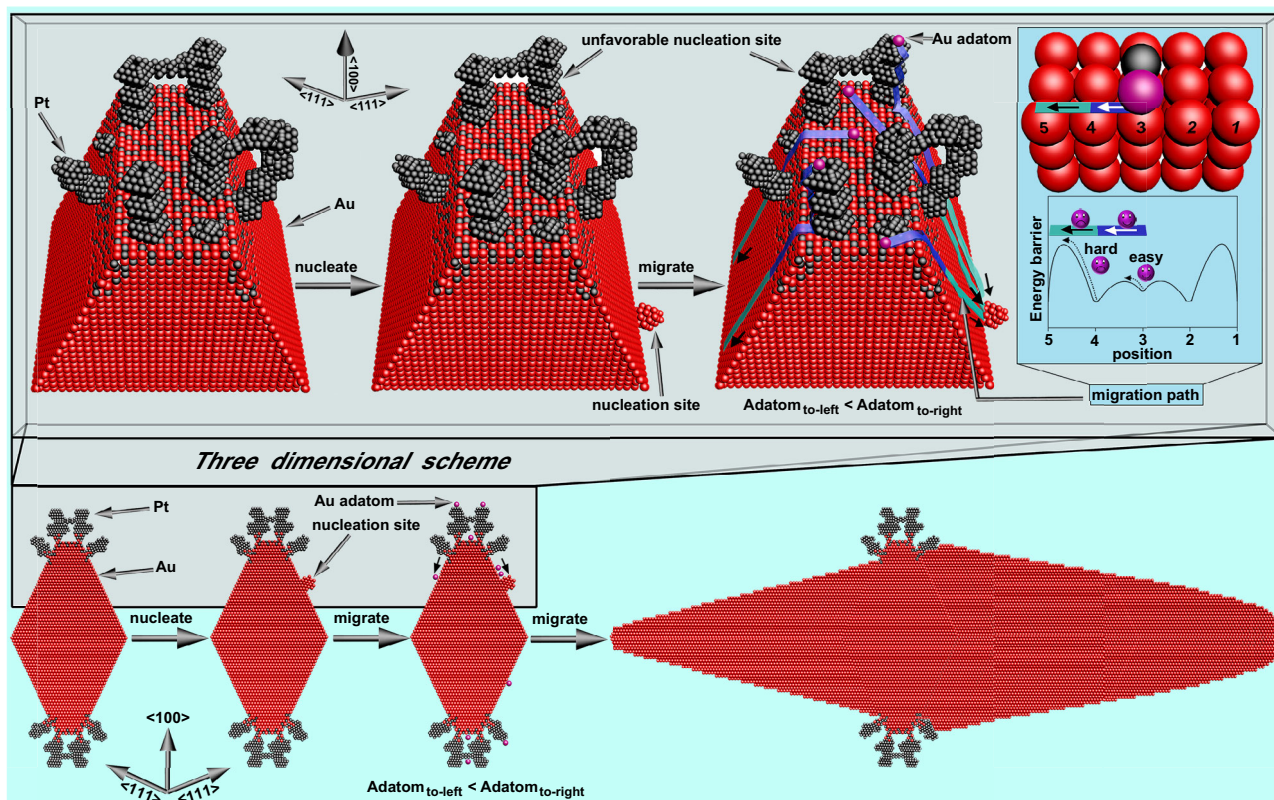 unfavorable nucleation site
Au adatom
<100>
<111>
<111>
Pt
Au
nucleate
migrate
nucleation site
Adatom to-left < Adatom to-right
5 4 3 2 1
Energy barrier
hard
easy
5 4 3 2 1
position
migration path
Three dimensional scheme
Pt
Au
Au adatom
nucleation site
nucleate
migrate
migrate
<100>
<111>
<111>
Adatom to-left < Adatom to-right